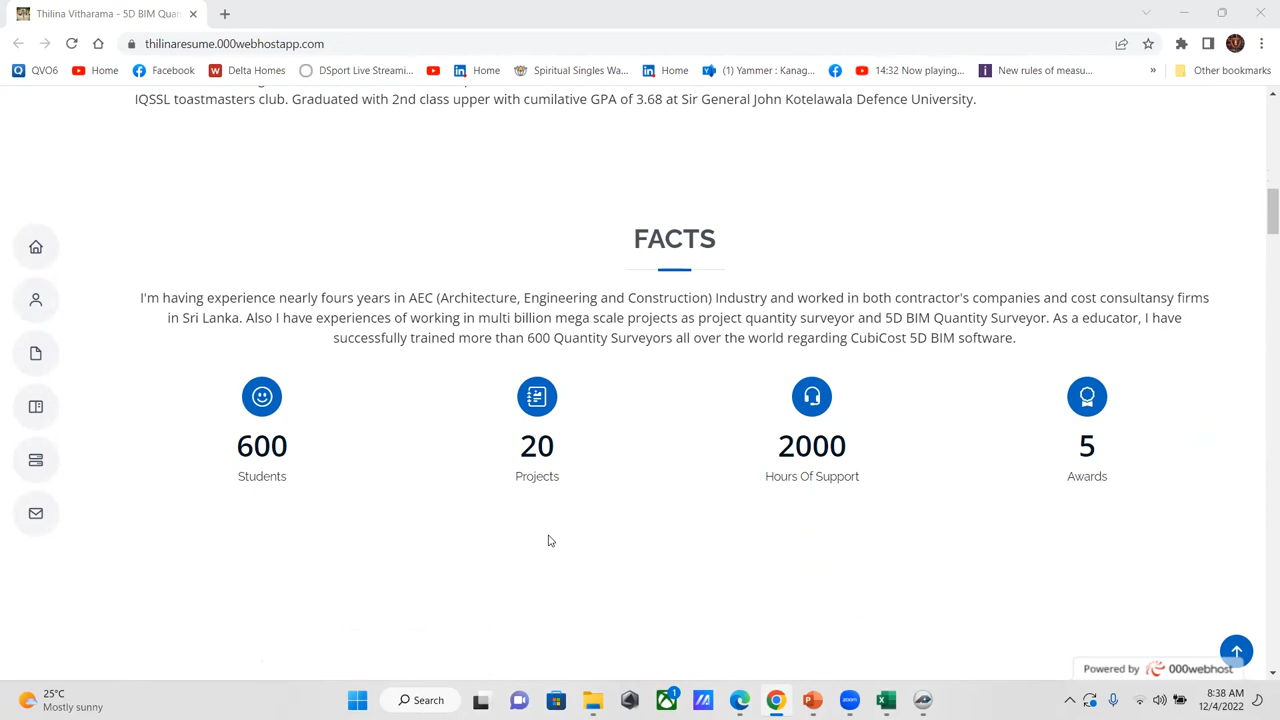 Thilina Vitharama - 5D BIM Quan
thilinaresume.000webhostapp.com
QVO6 Home Facebook Delta Homes DSport Live Streami... Home Spiritual Singles Wa... Home (1) Yammer : Kanag... 14:32 Now playing... New rules of measu... » Other bookmarks
IQSSL toastmasters club. Graduated with 2nd class upper with cumilative GPA of 3.68 at Sir General John Kotelawala Defence University.
FACTS
I'm having experience nearly fours years in AEC (Architecture, Engineering and Construction) Industry and worked in both contractor's companies and cost consultansy firms
in Sri Lanka. Also I have experiences of working in multi billion mega scale projects as project quantity surveyor and 5D BIM Quantity Surveyor. As a educator, I have
successfully trained more than 600 Quantity Surveyors all over the world regarding CubiCost 5D BIM software.
600 20 2000 5
Students Projects Hours Of Support Awards
Powered by 000webhost
25°C
Mostly sunny
Search
1
zoom
8:38 AM
12/4/2022